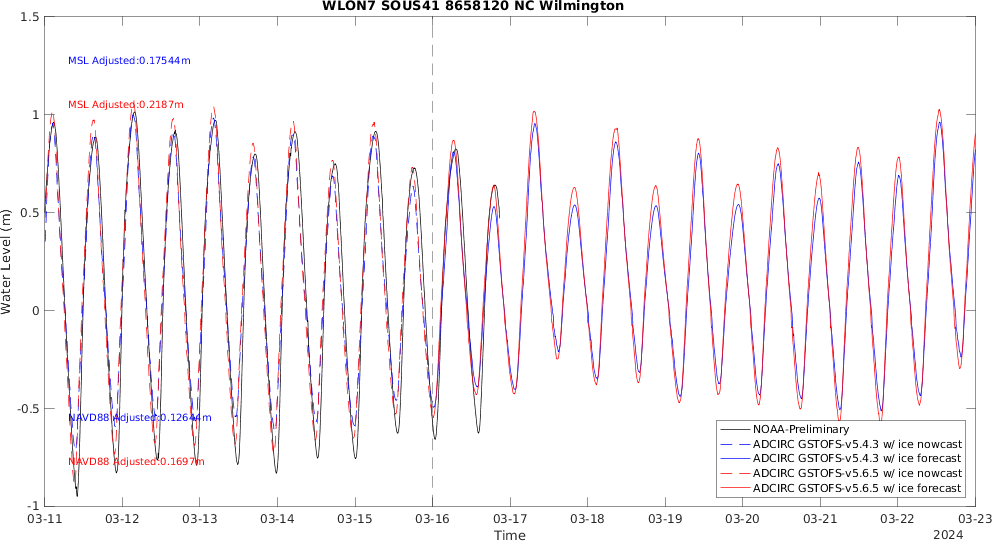 WLON7 SOUS41 8658120 NC Wilmington
1.5
1
0.5
0
-0.5
-1
Water Level (m)
MSL Adjusted:0.17544m
MSL Adjusted:0.2187m
NAVD88 Adjusted:0.12644m
NAVD88 Adjusted:0.1697m
NOAA-Preliminary
ADCIRC GSTOFS-v5.4.3 w/ ice nowcast
ADCIRC GSTOFS-v5.4.3 w/ ice forecast
ADCIRC GSTOFS-v5.6.5 w/ ice nowcast
ADCIRC GSTOFS-v5.6.5 w/ ice forecast
03-11 03-12 03-13 03-14 03-15 03-16 03-17 03-18 03-19 03-20 03-21 03-22 03-23
Time
2024